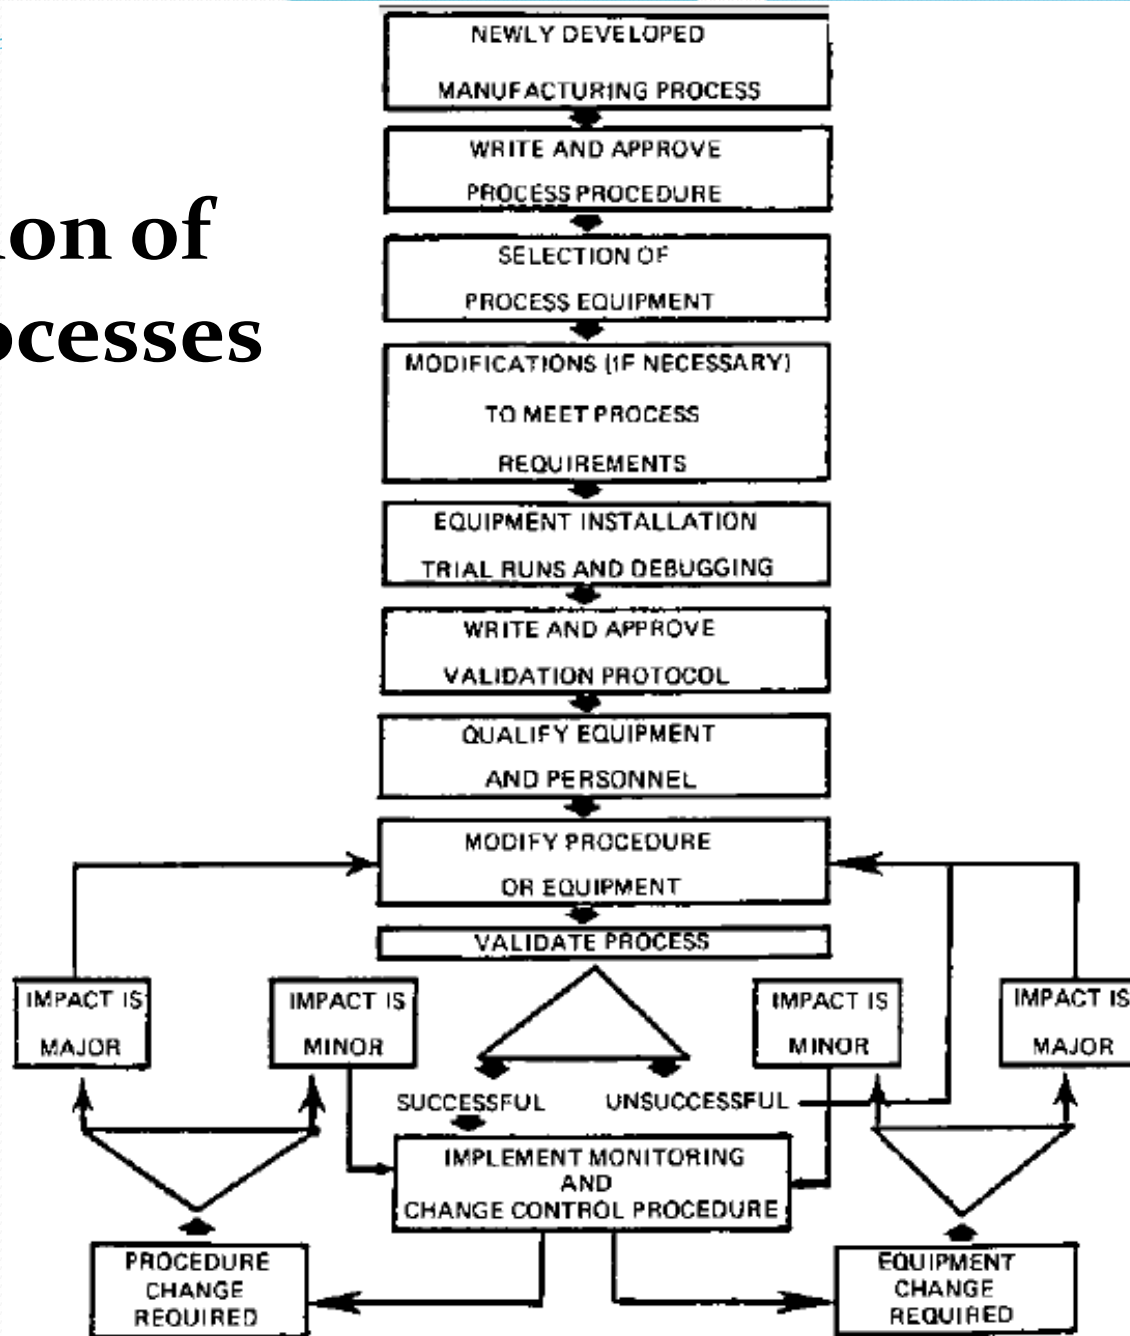 ion of
ocesses
NEWLY DEVELOPED
MANUFACTURING PROCESS
WRITE AND APPROVE
PROCESS PROCEDURE
SELECTION OF
PROCESS EQUIPMENT
MODIFICATIONS (IF NECESSARY)
TO MEET PROCESS
REQUIREMENTS
EQUIPMENT INSTALLATION
TRIAL RUNS AND DEBUGGING
WRITE AND APPROVE
VALIDATION PROTOCOL
QUALIFY EQUIPMENT
AND PERSONNEL
MODIFY PROCEDURE
OR EQUIPMENT
VALIDATE PROCESS
IMPACT IS
MAJOR
IMPACT IS
MINOR
IMPACT IS
MINOR
IMPACT IS
MAJOR
SUCCESSFUL
UNSUCCESSFUL
IMPLEMENT MONITORING
AND
CHANGE CONTROL PROCEDURE
PROCEDURE
CHANGE
REQUIRED
EQUIPMENT
CHANGE
REQUIRED